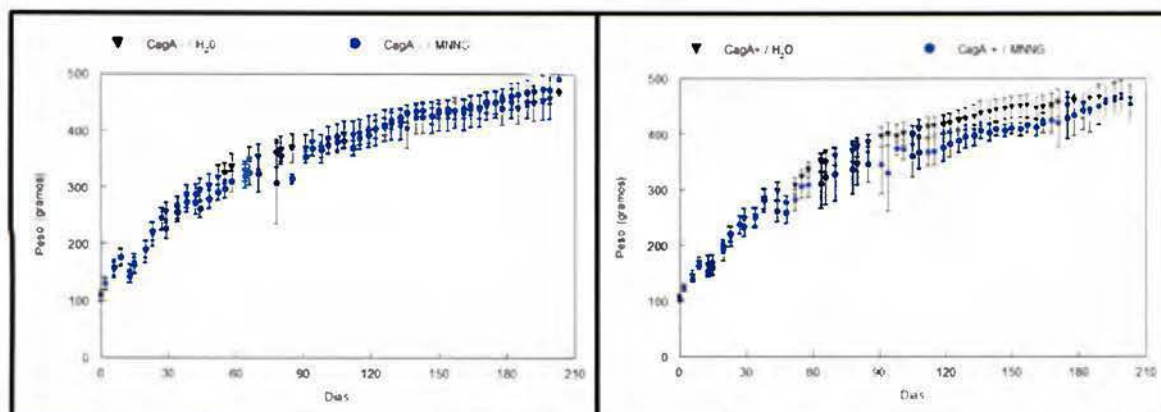 CagA- / H₂O
CagA- / MNNG
500
400
300
200
100
0
Peso (gramos)
0 30 60 90 120 150 180 210
Dias
CagA+ / H₂O
CagA + / MNNG
500
400
300
200
100
0
Peso (gramos)
0 30 60 90 120 150 180 210
Dias